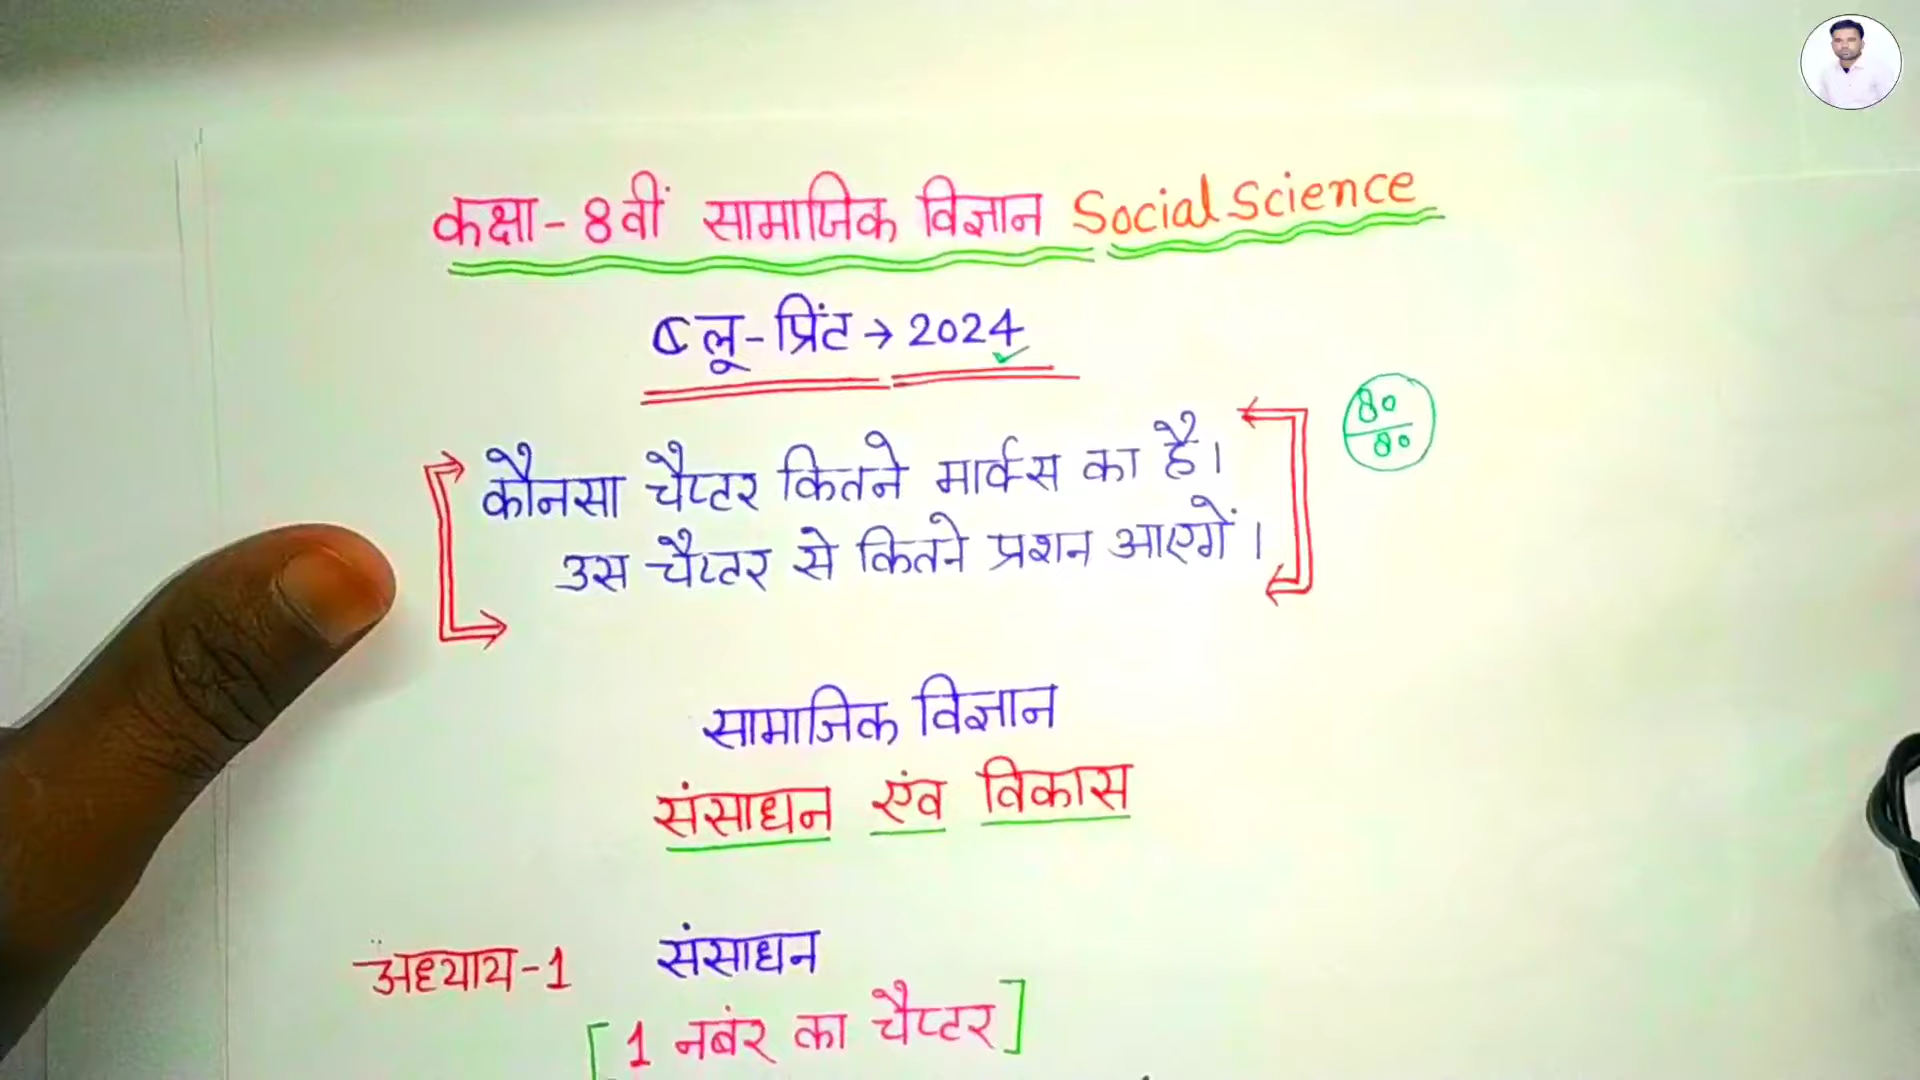 कक्षा - 8वीं सामाजिक विज्ञान Social Science
ब्लू-प्रिंट → 2024
80
80
कौनसा चैप्टर कितने मार्कस का है।
उस चैप्टर से कितने प्रशन आएगें।
सामाजिक विज्ञान
संसाधन एंव विकास
अध्याय-1 संसाधन
[1 नबंर का चैप्टर]